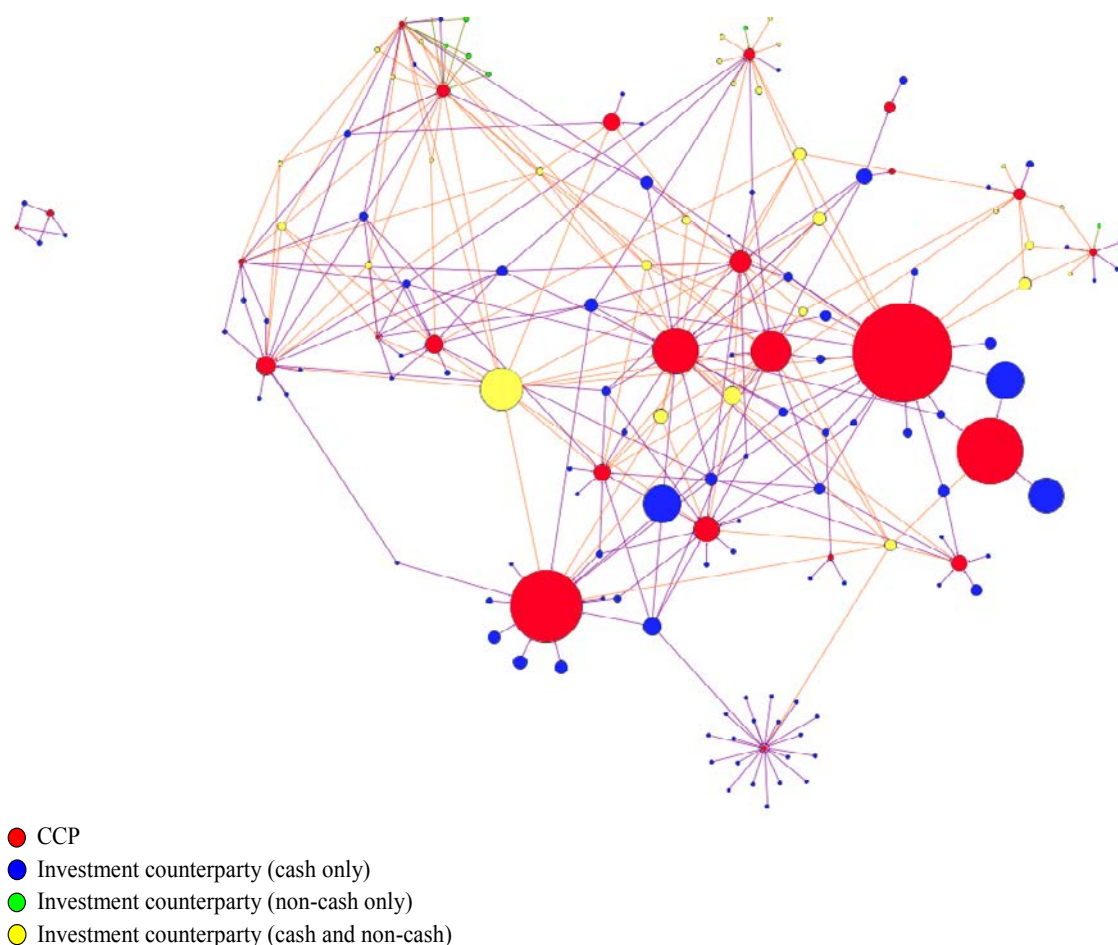 CCP
Investment counterparty (cash only)
Investment counterparty (non-cash only)
Investment counterparty (cash and non-cash)